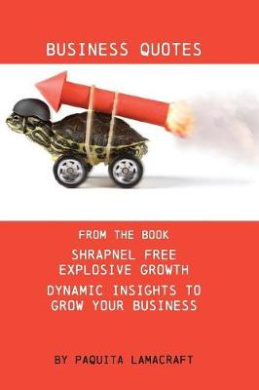 BUSINESS QUOTES
FROM THE BOOK
SHRAPNEL FREE
EXPLOSIVE GROWTH
DYNAMIC INSIGHTS TO
GROW YOUR BUSINESS
BY PAQUITA LAMACRAFT